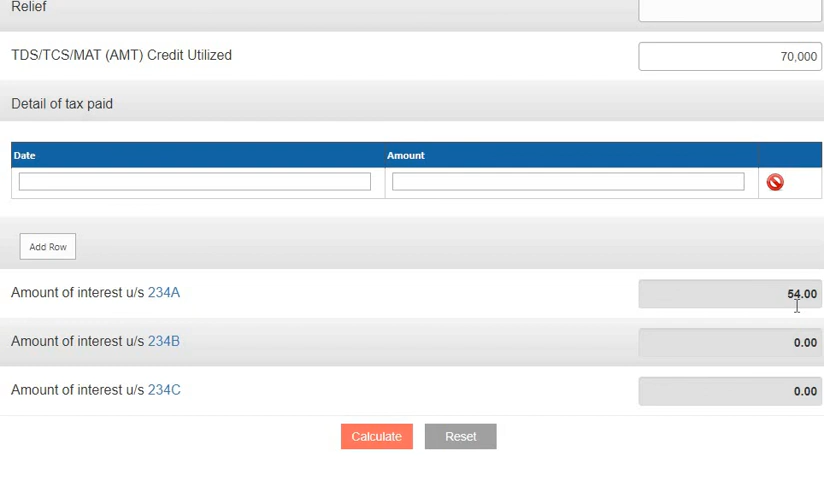 Relief
TDS/TCS/MAT (AMT) Credit Utilized 70,000
Detail of tax paid
Date Amount
Add Row
Amount of interest u/s 234A 54.00
Amount of interest u/s 234B 0.00
Amount of interest u/s 234C 0.00
Calculate Reset